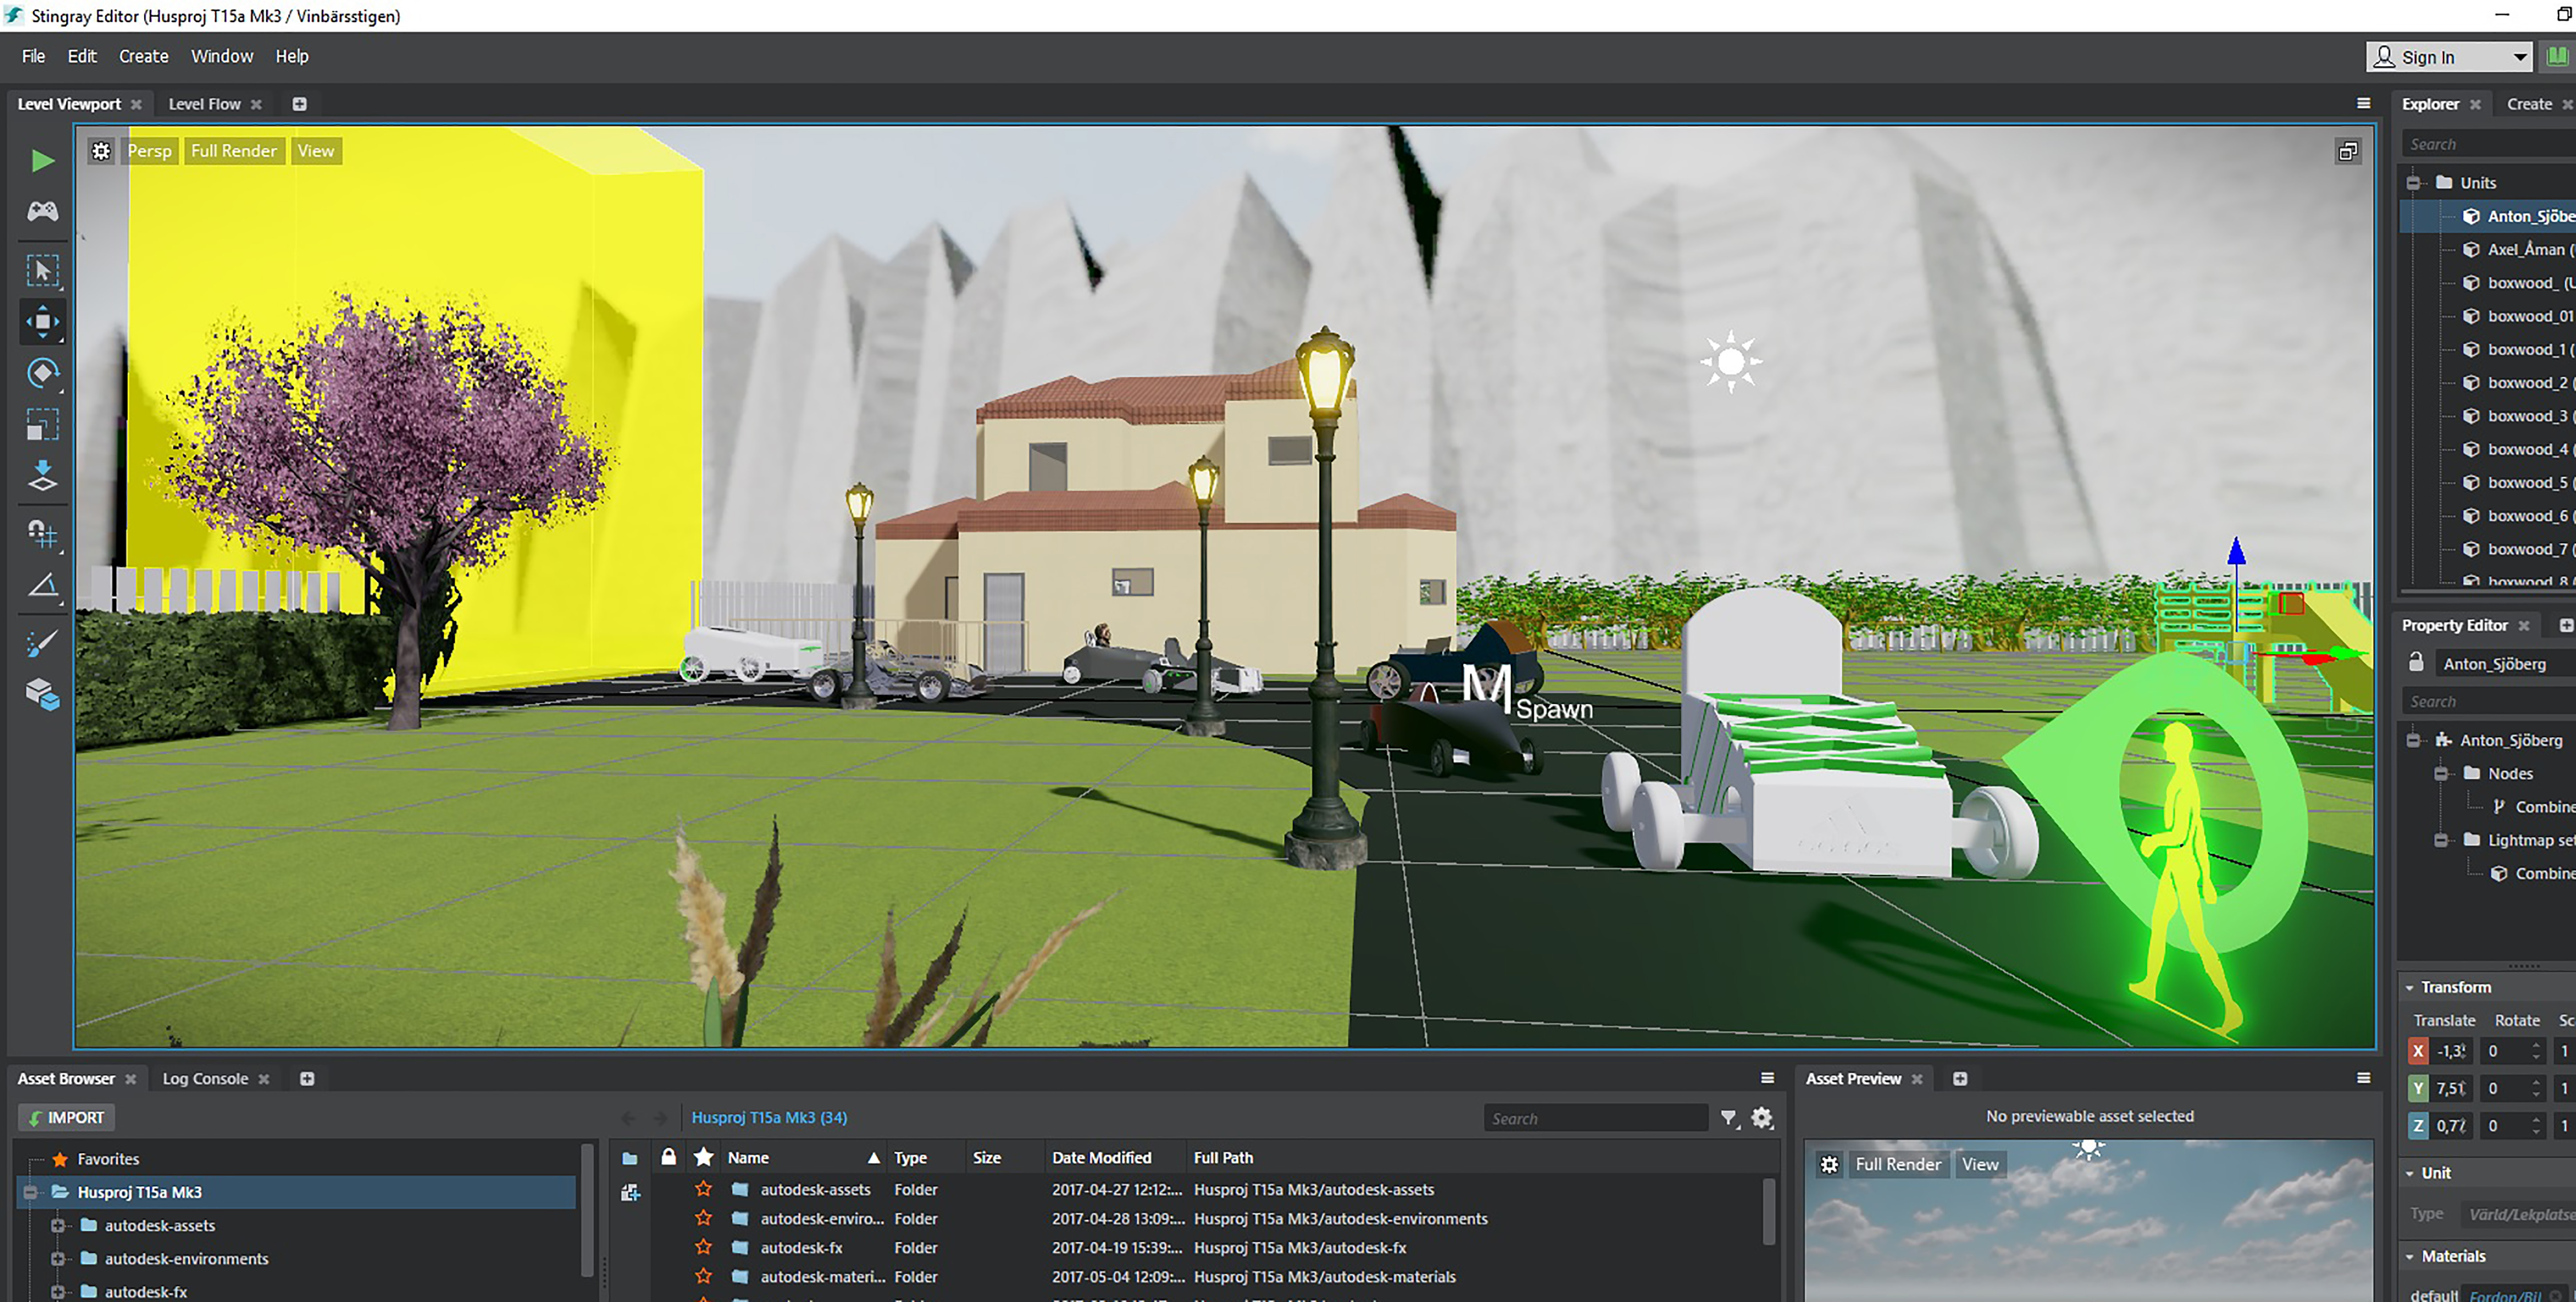 Stingray Editor (Husproj T15a Mk3 / Vinbärsstigen)
File Edit Create Window Help
Sign In
Level Viewport
Level Flow
Persp Full Render View
Spawn
Explorer
Create
Search
Units
Anton_Sjöbe
Axel_Åman (
boxwood_ (U
boxwood_01
boxwood_1 (
boxwood_2 (
boxwood_3 (
boxwood_4 (
boxwood_5 (
boxwood_6 (
boxwood_7 (
boxwood_8 (
Property Editor
Anton_Sjöberg
Search
Anton_Sjöberg
Nodes
Combine
Lightmap set
Combine
Transform
Translate Rotate Sc
X -1,3 0 1
Y 7,5 0 1
Z 0,7 0 1
Unit
Type Värld/Lekplatse
Materials
default Fordon/Bil
Asset Browser
Log Console
IMPORT
Favorites
Husproj T15a Mk3
autodesk-assets
autodesk-environments
autodesk-fx
Husproj T15a Mk3 (34)
Search
Name Type Size Date Modified Full Path
autodesk-assets Folder 2017-04-27 12:12:... Husproj T15a Mk3/autodesk-assets
autodesk-enviro... Folder 2017-04-28 13:09:... Husproj T15a Mk3/autodesk-environments
autodesk-fx Folder 2017-04-19 15:39:... Husproj T15a Mk3/autodesk-fx
autodesk-materi... Folder 2017-05-04 12:09:... Husproj T15a Mk3/autodesk-materials
Asset Preview
No previewable asset selected
Full Render View